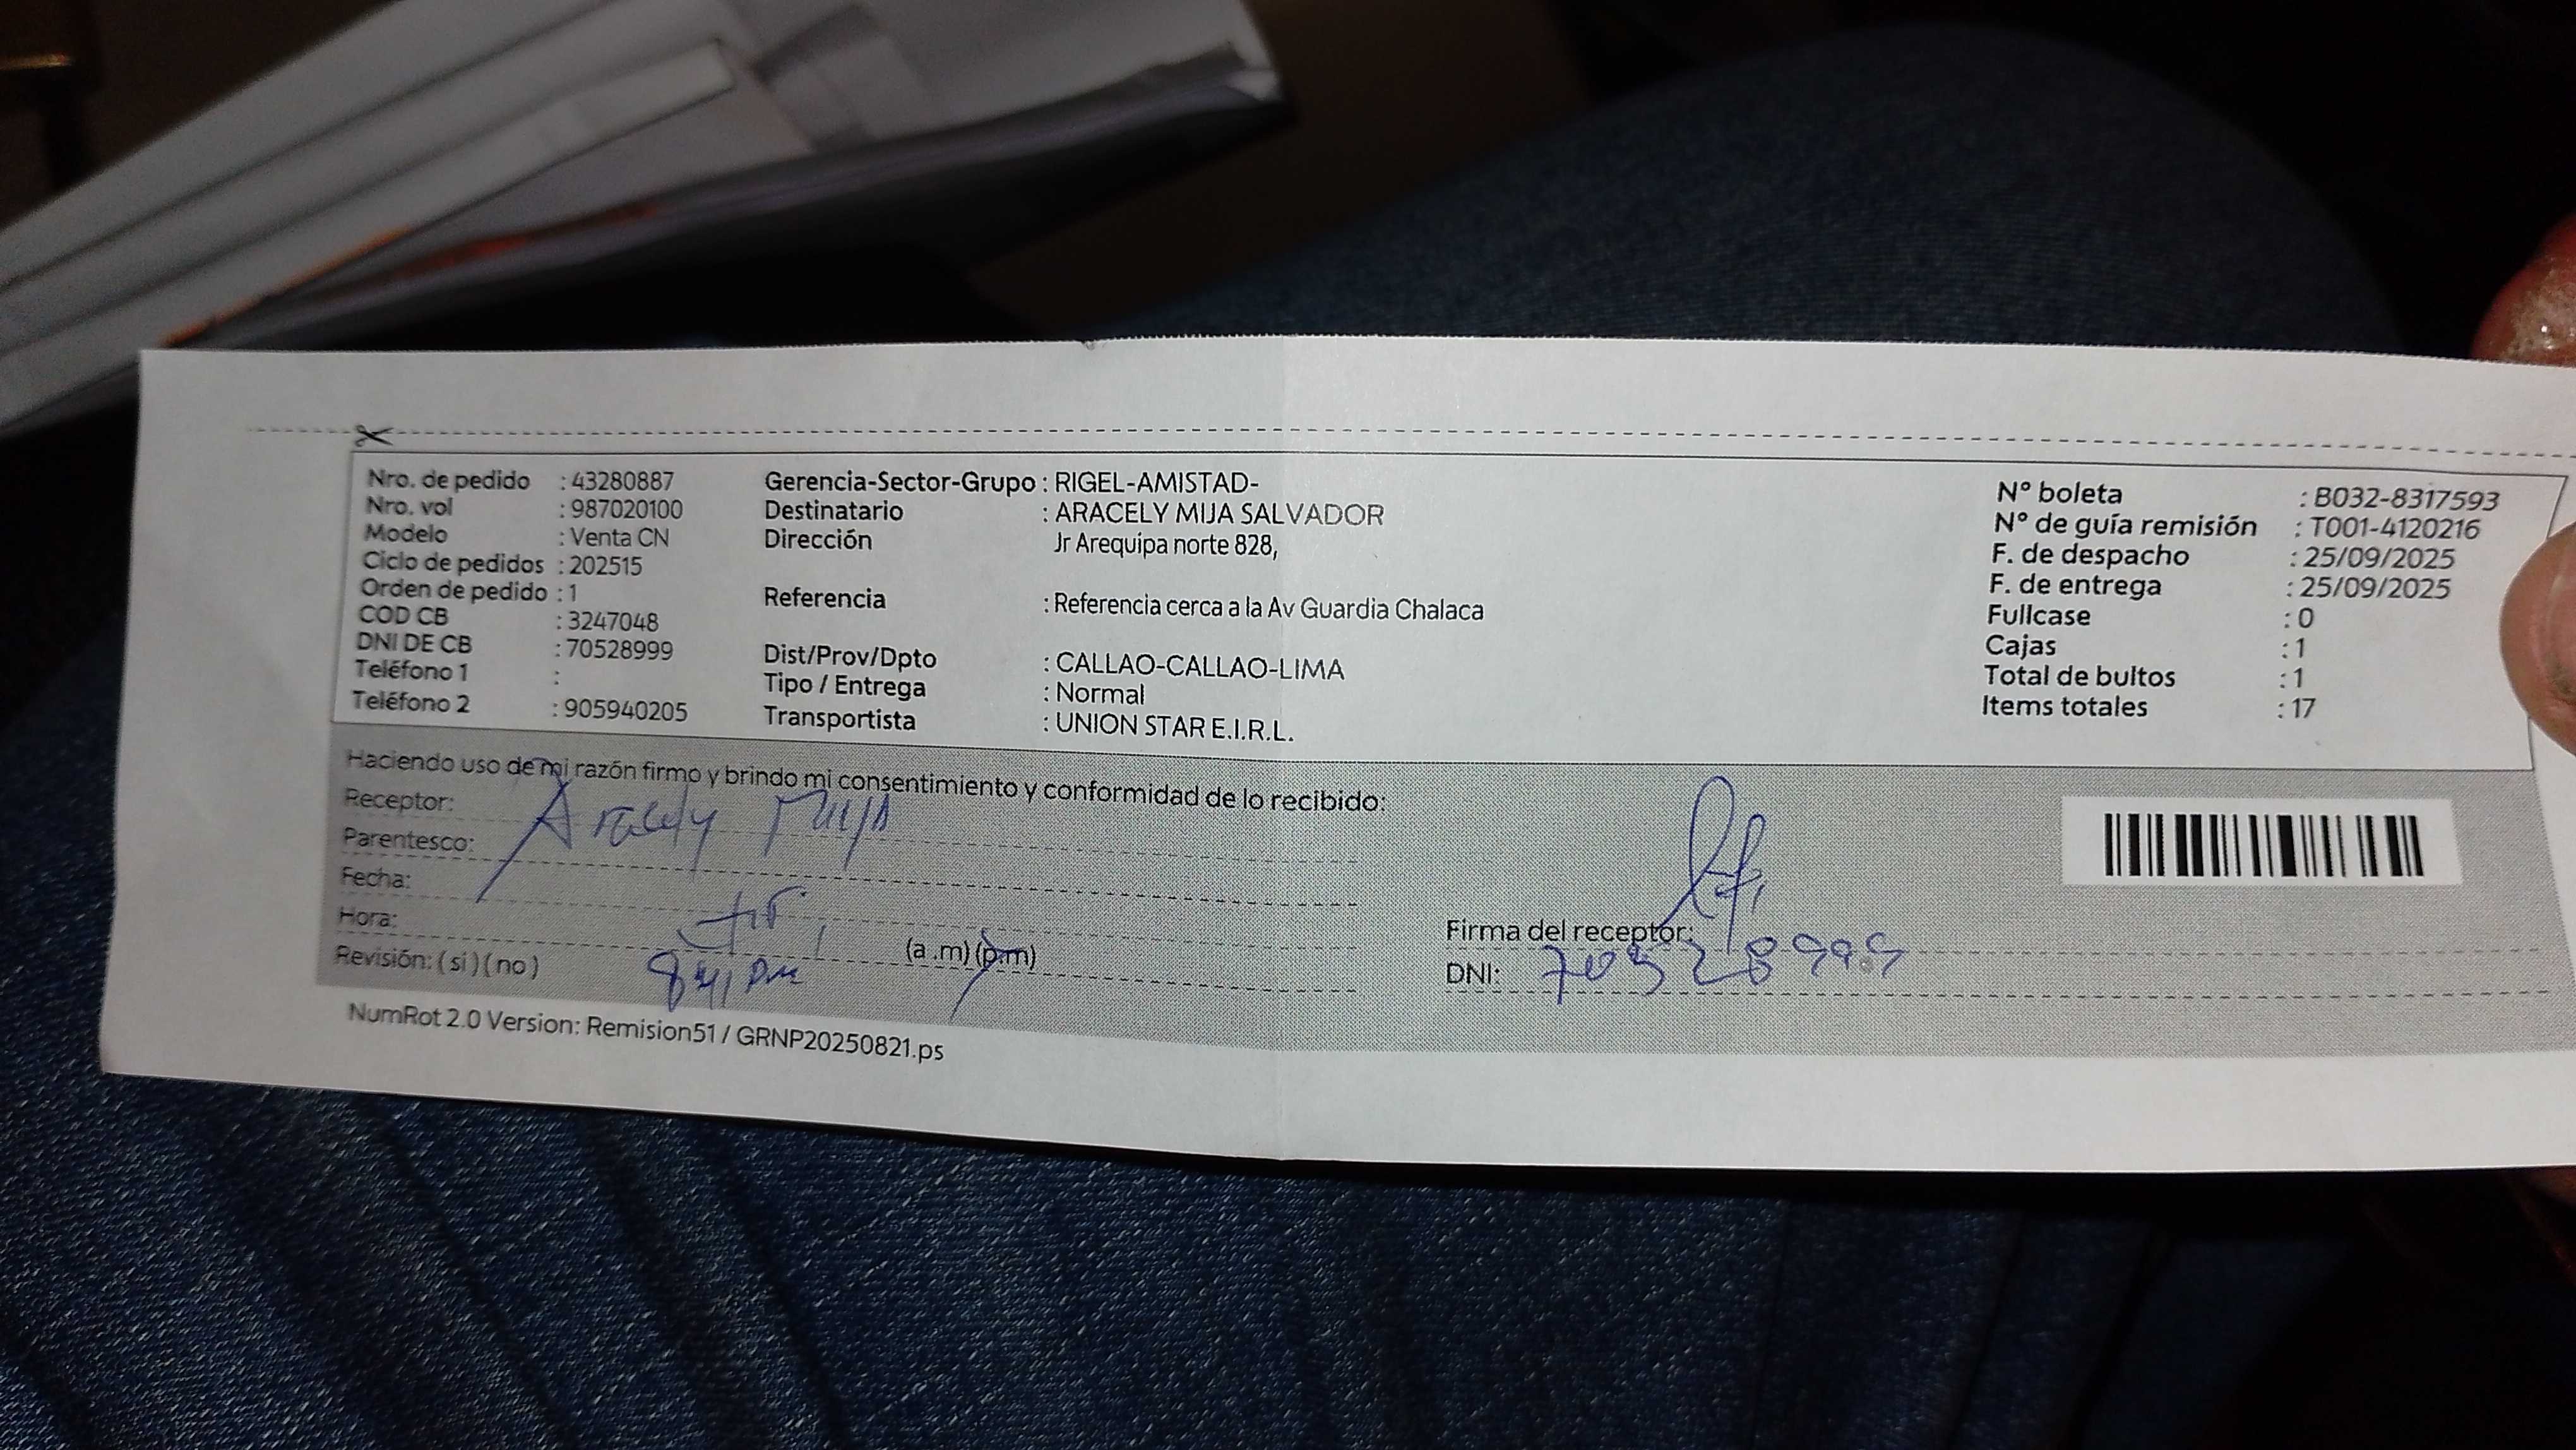 Nro. de pedido : 43280887
Nro. vol : 987020100
Modelo : Venta CN
Ciclo de pedidos : 202515
Orden de pedido : 1
COD CB : 3247048
DNI DE CB : 70528999
Teléfono 1 :
Teléfono 2 : 905940205
Gerencia-Sector-Grupo : RIGEL-AMISTAD-
Destinatario : ARACELY MIJA SALVADOR
Dirección Jr Arequipa norte 828,
Referencia : Referencia cerca a la Av Guardia Chalaca
Dist/Prov/Dpto : CALLAO-CALLAO-LIMA
Tipo / Entrega : Normal
Transportista : UNION STAR E.I.R.L.
N° boleta : B032-8317593
N° de guía remisión : T001-4120216
F. de despacho : 25/09/2025
F. de entrega : 25/09/2025
Fullcase : 0
Cajas : 1
Total de bultos : 1
Items totales : 17
Haciendo uso de mi razón firmo y brindo mi consentimiento y conformidad de lo recibido:
Receptor: Aracely Mija
Parentesco:
Fecha:
Hora: (a .m) (p.m)
Revisión: ( si ) ( no )
Firma del receptor:
DNI: 70528999
NumRot 2.0 Version: Remision51 / GRNP20250821.ps